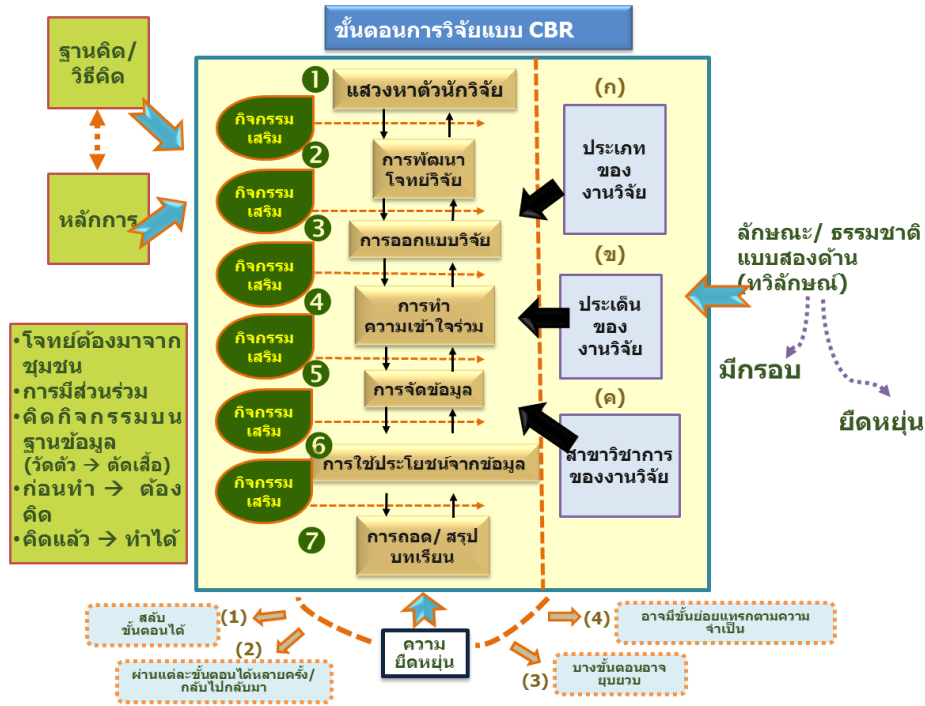 ขั้นตอนการวิจัยแบบ CBR
ฐานคิด/
วิธีคิด
หลักการ
•โจทย์ต้องมาจาก
ชุมชน
•การมีส่วนร่วม
•คิดกิจกรรมบน
ฐานข้อมูล
(วัดตัว → ตัดเสื้อ)
•ก่อนทำ → ต้อง
คิด
•คิดแล้ว → ทำได้
❶
แสวงหาตัวนักวิจัย
กิจกรรม
เสริม
❷
การพัฒนา
โจทย์วิจัย
กิจกรรม
เสริม
❸
การออกแบบวิจัย
กิจกรรม
เสริม
❹
การทำ
ความเข้าใจร่วม
กิจกรรม
เสริม
❺
การจัดข้อมูล
กิจกรรม
เสริม
❻
การใช้ประโยชน์จากข้อมูล
กิจกรรม
เสริม
❼
การถอด/ สรุป
บทเรียน
(ก)
ประเภท
ของ
งานวิจัย
(ข)
ประเด็น
ของ
งานวิจัย
(ค)
สาขาวิชาการ
ของงานวิจัย
ลักษณะ/ ธรรมชาติ
แบบสองด้าน
(ทวิลักษณ์)
มีกรอบ
ยืดหยุ่น
ความ
ยืดหยุ่น
(1)
สลับ
ขั้นตอนได้
(2)
ผ่านแต่ละขั้นตอนได้หลายครั้ง/
กลับไปกลับมา
(3)
บางขั้นตอนอาจ
ยุบยวบ
(4)
อาจมีขั้นย่อยแทรกตามความ
จำเป็น